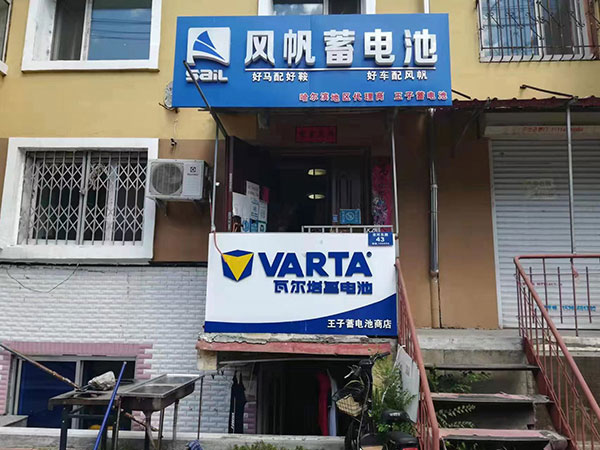 风帆蓄电池
SaiL
好马配好鞍 好车配风帆
哈尔滨地区代理商 王子蓄电池
43
VARTA®
瓦尔塔蓄电池
王子蓄电池商店